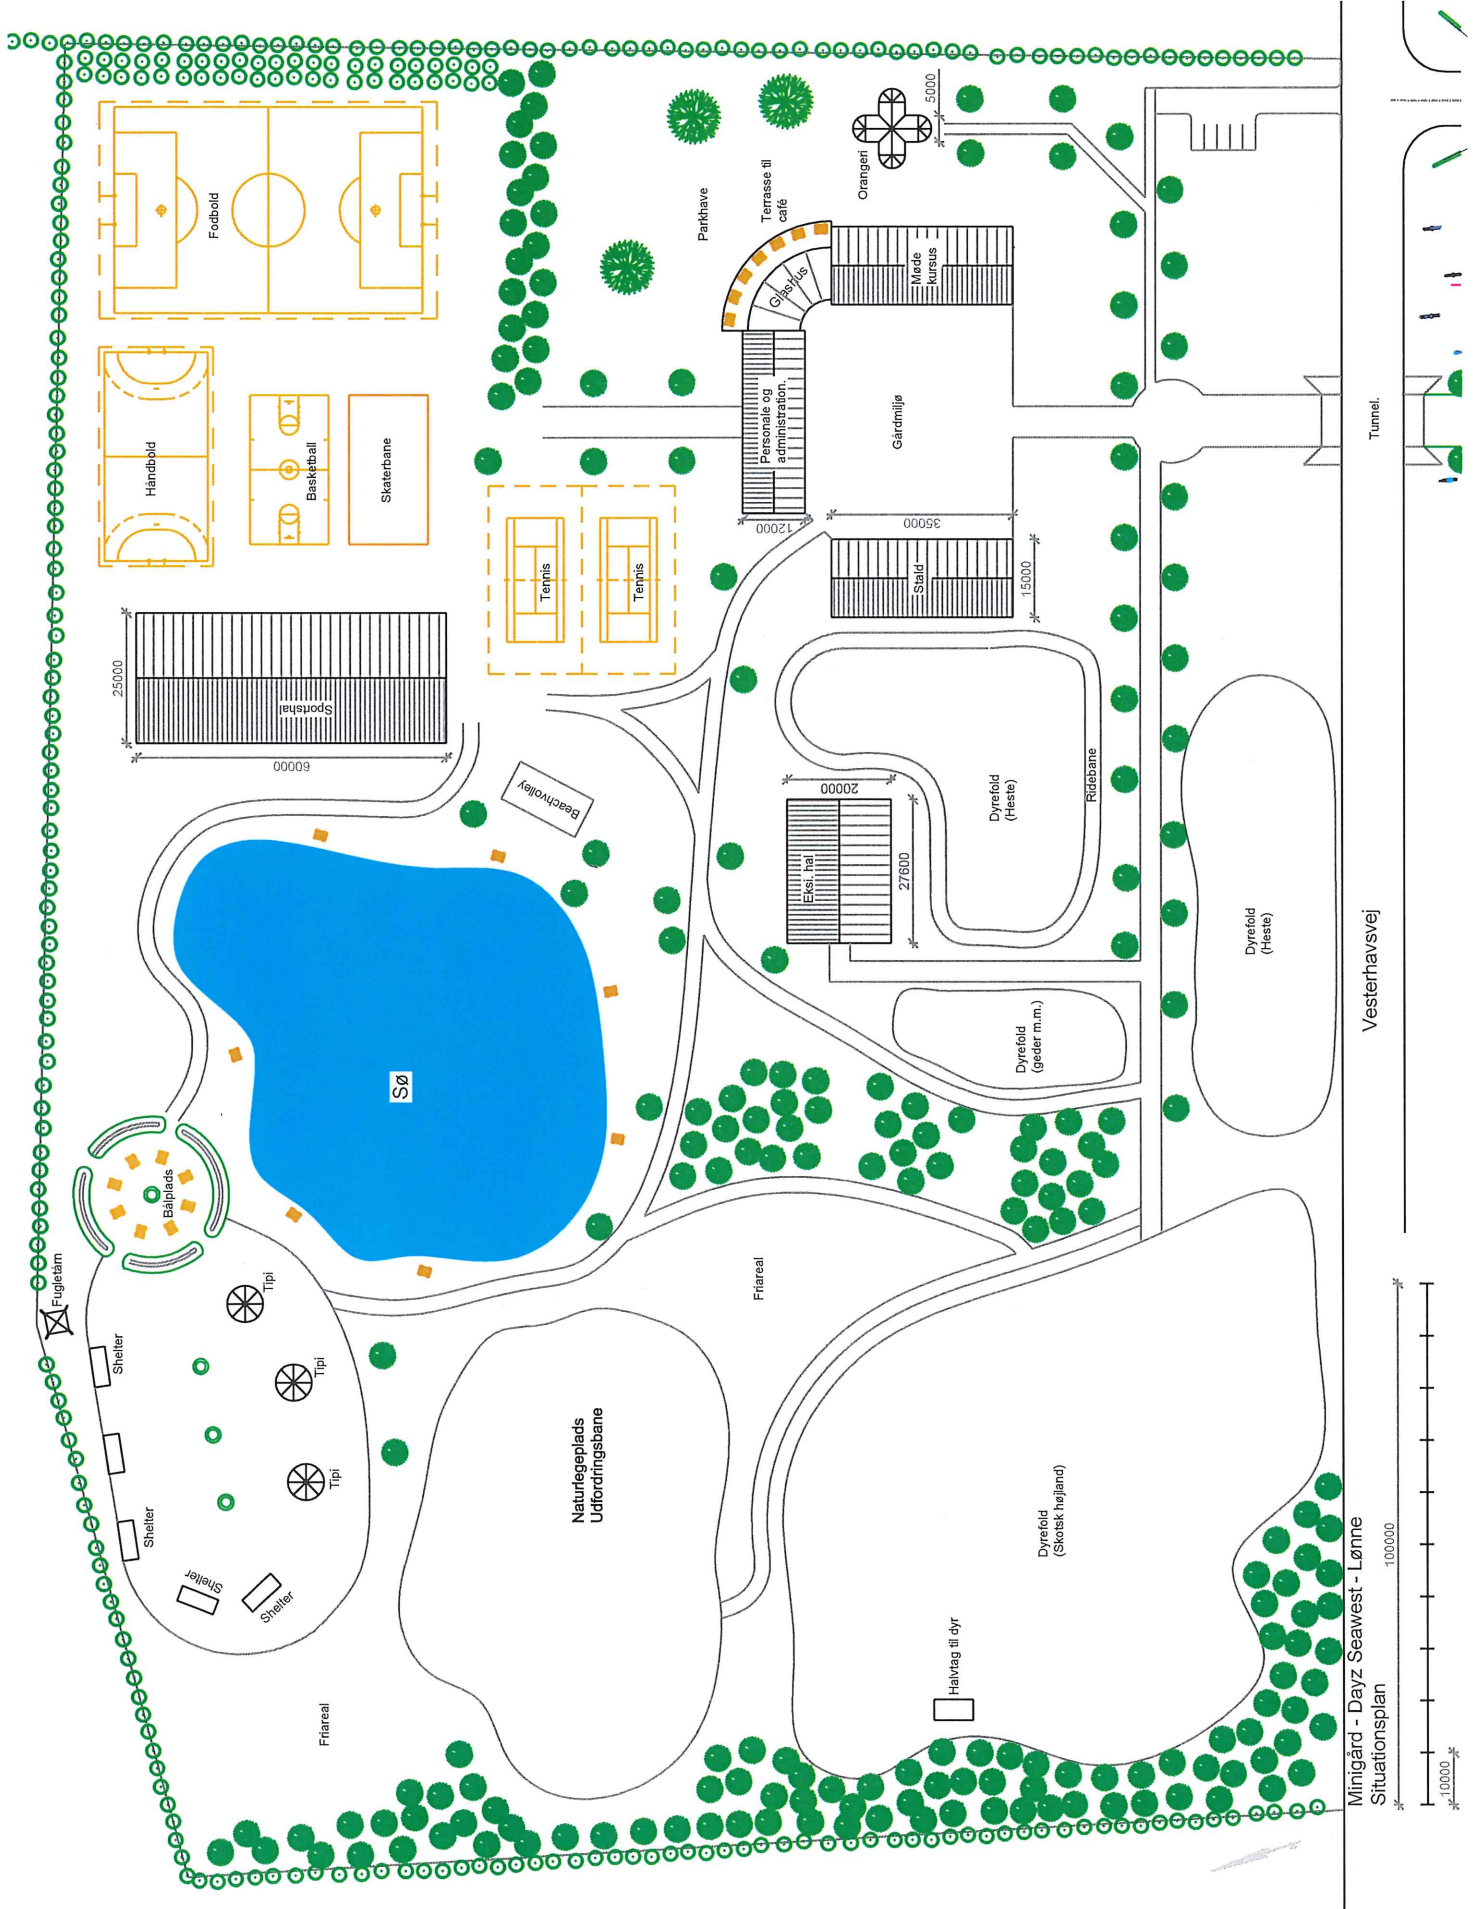 Fodbold
Håndbold
Basketball
Skaterbane
25000
Sportshal
60000
Tennis
Tennis
Beachvolley
Parkhave
Terrasse til
café
Orangeri
5000
Glashus
Møde
kursus
Personale og
administration.
12000
Gårdmiljø
35000
Stald
15000
Tunnel.
Eksi. hal
20000
27600
Dyrefold
(Heste)
Ridebane
Dyrefold
(Heste)
Dyrefold
(geder m.m.)
Vesterhavsvej
Sø
Bålplads
Fugletårn
Tipi
Tipi
Tipi
Shelter
Shelter
Shelter
Shelter
Friareal
Naturlegeplads
Udfordringsbane
Friareal
Dyrefold
(Skotsk højland)
Halvtag til dyr
Minigård - Dayz Seawest - Lønne
Situationsplan
100000
10000